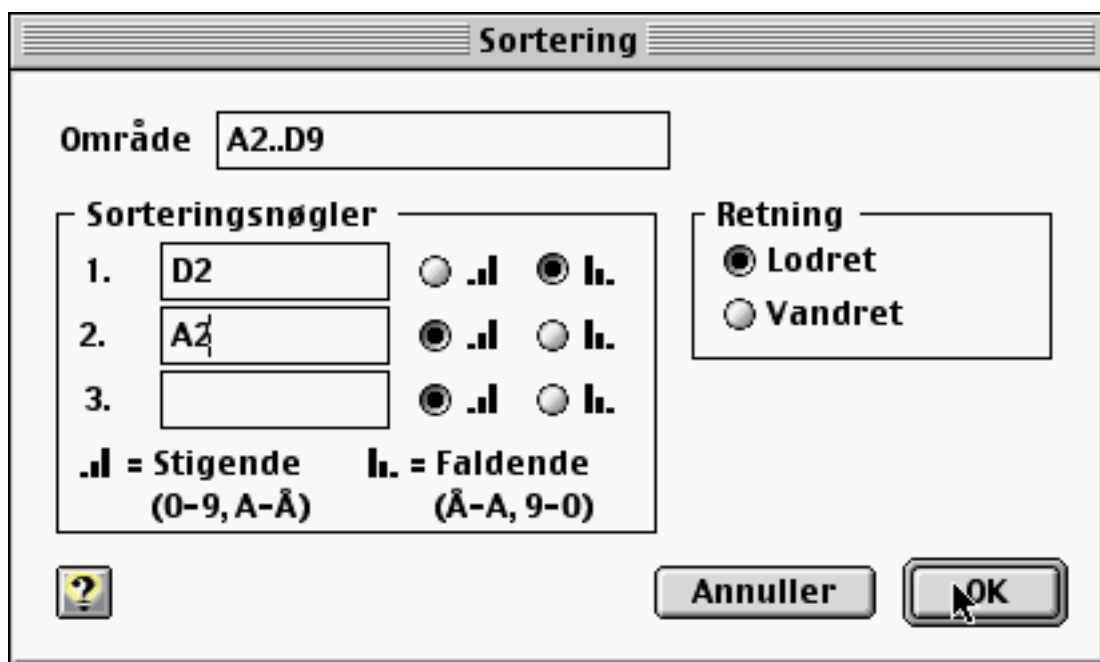 Sortering
Område A2..D9
Sorteringsnøgler
1. D2
2. A2
3.
= Stigende = Faldende
(0-9, A-Å) (Å-A, 9-0)
Retning
Lodret
Vandret
? Annuller OK